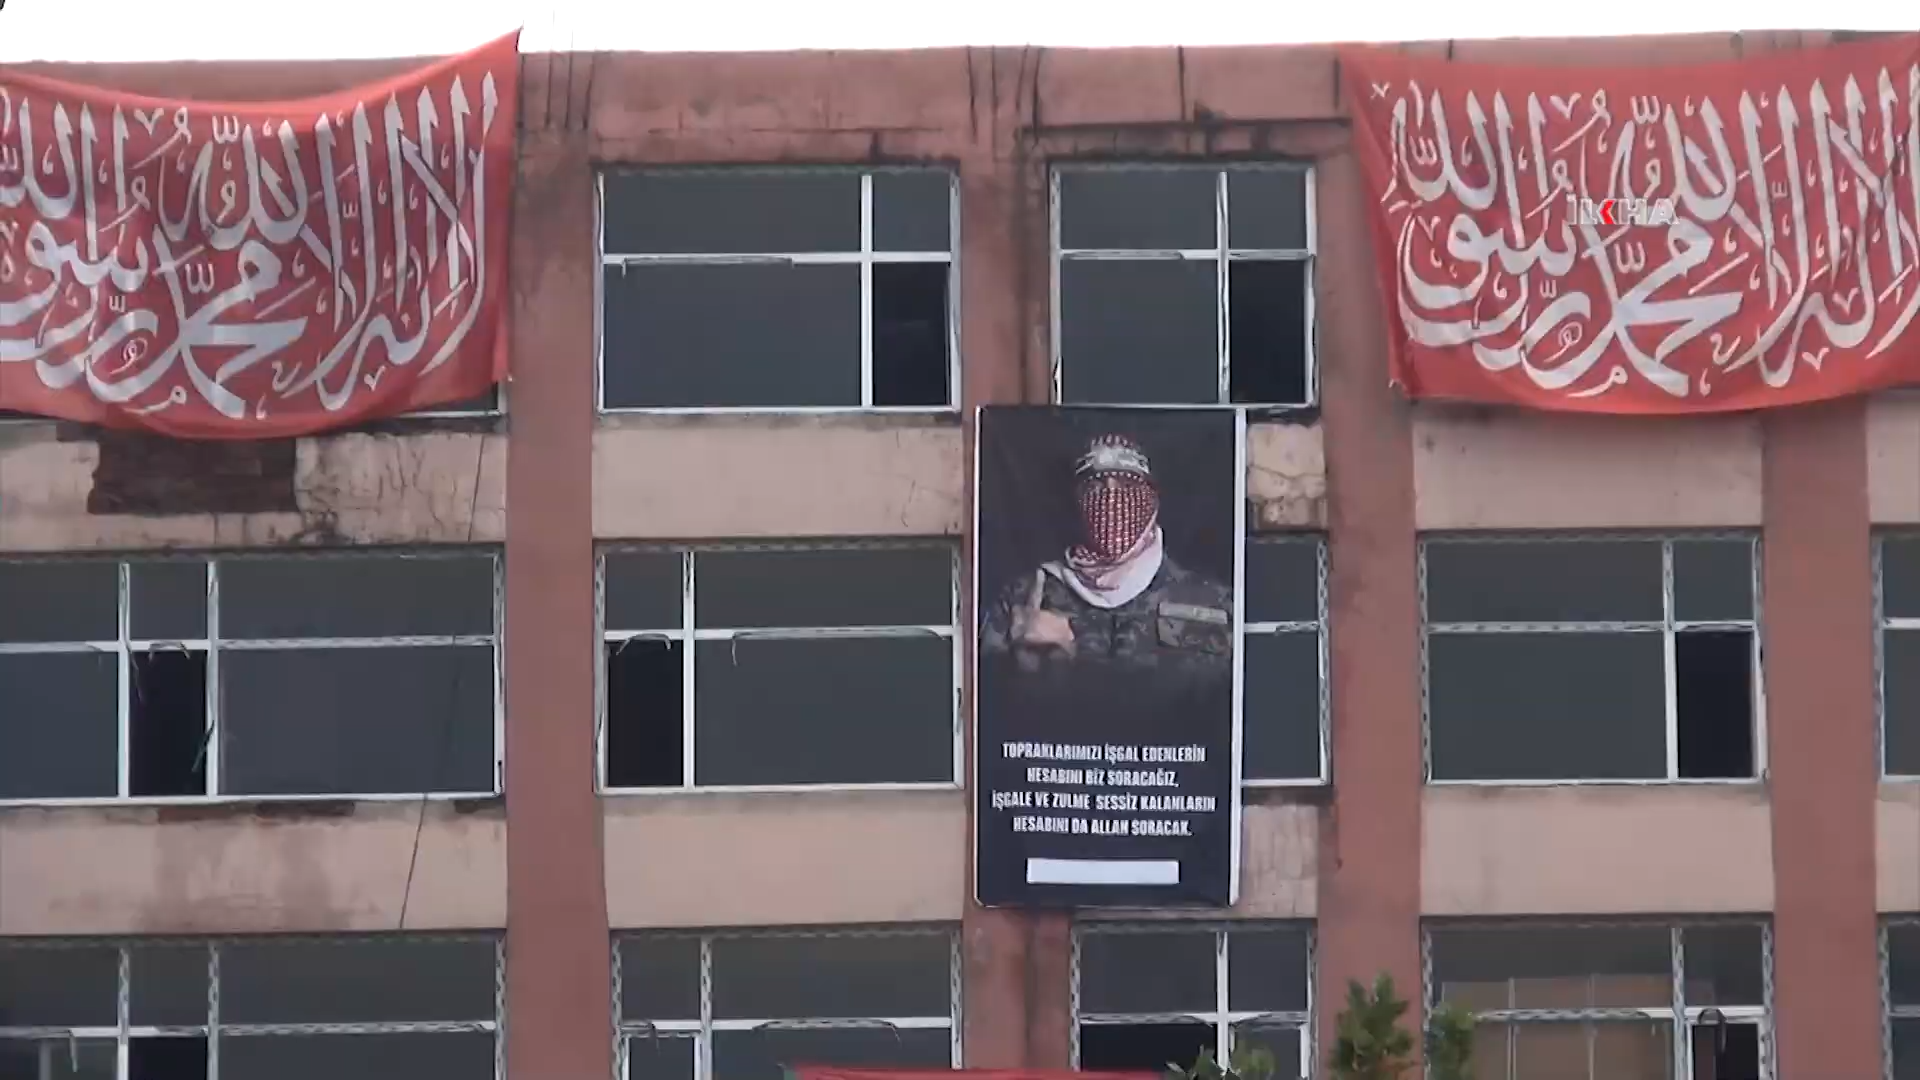 لا إله إلا الله محمد رسول الله
لا إله إلا الله محمد رسول الله
İLKHA
TOPRAKLARIMIZI İŞGAL EDENLERİN
HESABINI BİZ SORACAĞIZ,
İŞGALE VE ZULME SESSİZ KALANLARIN
HESABINI DA ALLAH SORACAK.